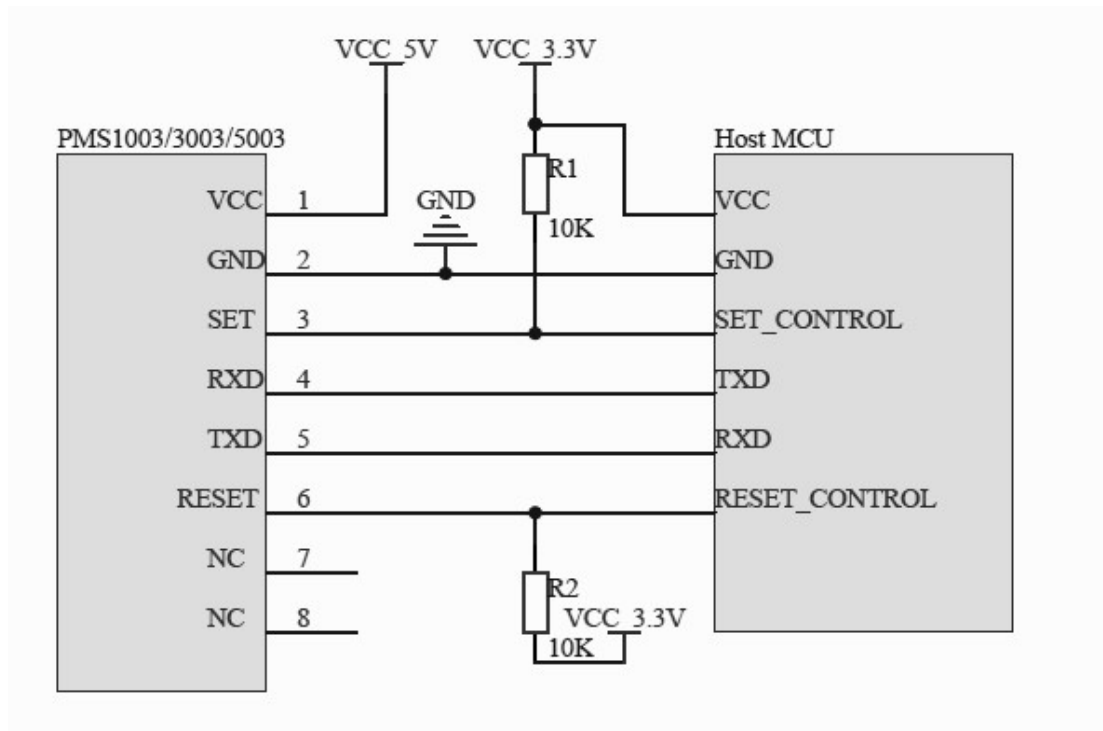 VCC_5V
VCC_3.3V
PMS1003/3003/5003
Host MCU
R1
VCC 1
GND
VCC
10K
GND 2
GND
SET 3
SET_CONTROL
RXD 4
TXD
TXD 5
RXD
RESET 6
RESET_CONTROL
NC 7
R2
NC 8
VCC_3.3V
10K